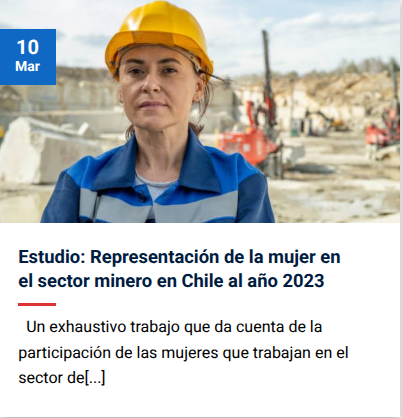 10
Mar
Estudio: Representación de la mujer en
el sector minero en Chile al año 2023
Un exhaustivo trabajo que da cuenta de la
participación de las mujeres que trabajan en el
sector de[...]